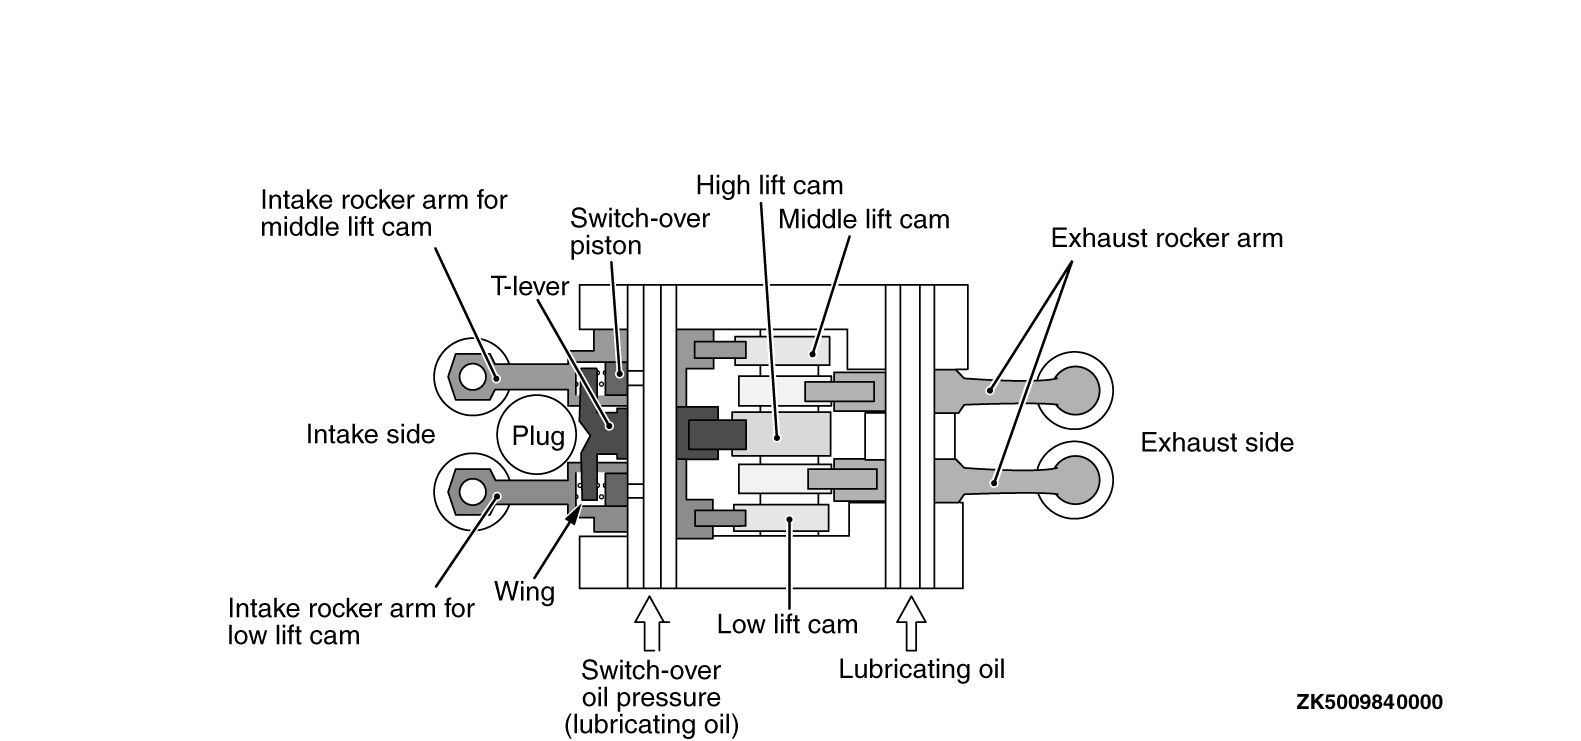 High lift cam
Intake rocker arm for
middle lift cam
Switch-over
piston
Middle lift cam
Exhaust rocker arm
T-lever
Intake side
Plug
Exhaust side
Wing
Intake rocker arm for
low lift cam
Low lift cam
Switch-over
oil pressure
(lubricating oil)
Lubricating oil
ZK5009840000